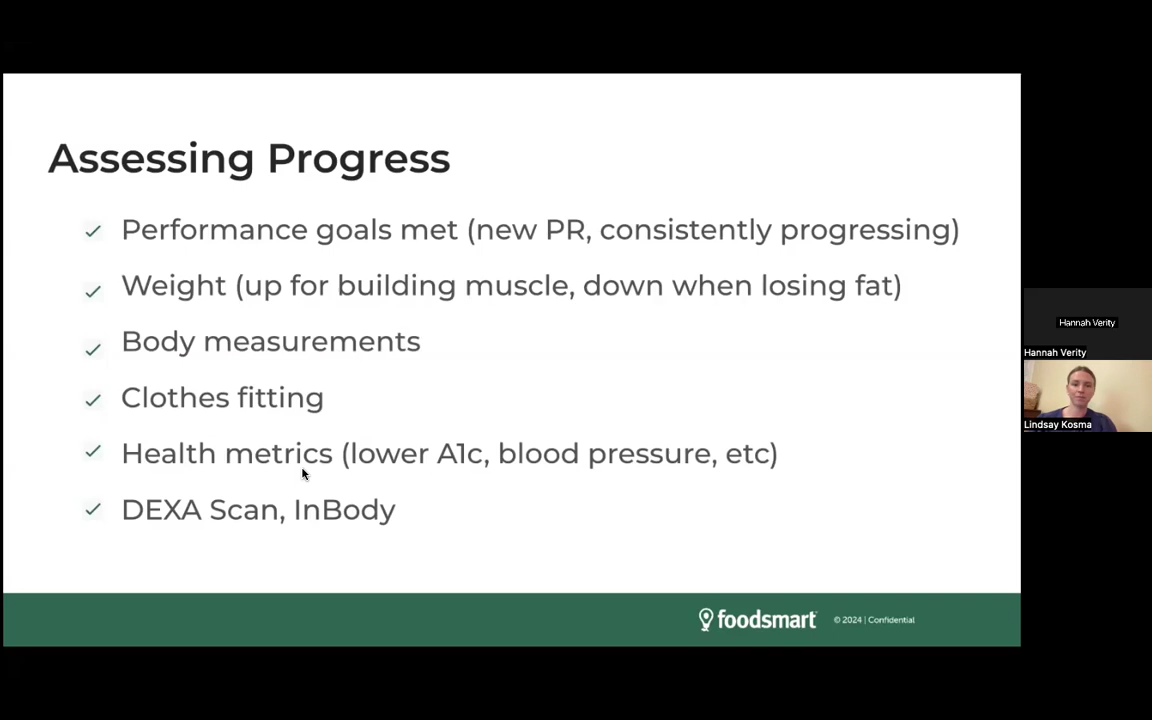 Assessing Progress
Performance goals met (new PR, consistently progressing)
Weight (up for building muscle, down when losing fat)
Body measurements
Clothes fitting
Health metrics (lower A1c, blood pressure, etc)
DEXA Scan, InBody
foodsmart © 2024 | Confidential
Hannah Verity
Hannah Verity
Lindsay Kosma